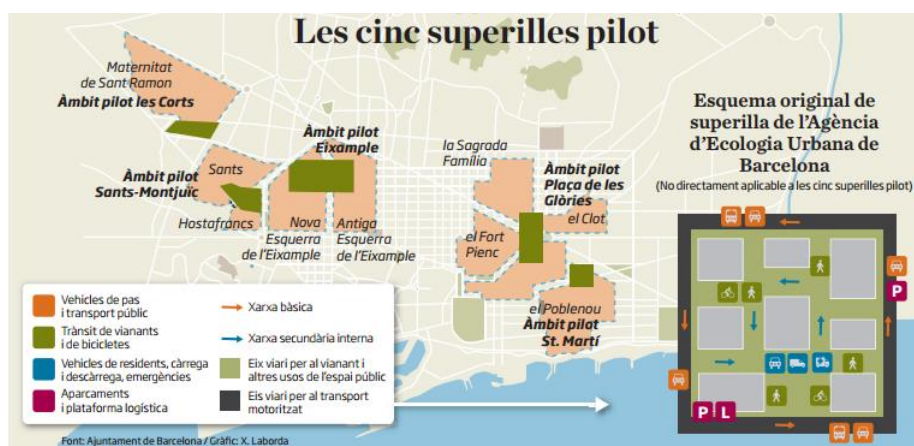 Les cinc superilles pilot
Maternitat
de Sant Ramon
Àmbit pilot les Corts
Àmbit pilot
Eixample
Sants
Àmbit pilot
Sants-Montjuïc
Hostafrancs
Nova
Esquerra
de l'Eixample
Antiga
Esquerra
de l'Eixample
la Sagrada
Família
Àmbit pilot
Plaça de les
Glòries
el Clot
el Fort
Pienc
el Poblenou
Àmbit pilot
St. Martí
Esquema original de
superilla de l'Agència
d'Ecologia Urbana de
Barcelona
(No directament aplicable a les cinc superilles pilot)
P
P L
Vehicles de pas
i transport públic
Trànsit de vianants
i de bicicletes
Vehicles de residents, càrrega
i descàrrega, emergències
Aparcaments
i plataforma logística
Xarxa bàsica
Xarxa secundària interna
Eix viari per al vianant i
altres usos de l'espai públic
Eis viari per al transport
motoritzat
Font: Ajuntament de Barcelona / Gràfic: X. Laborda